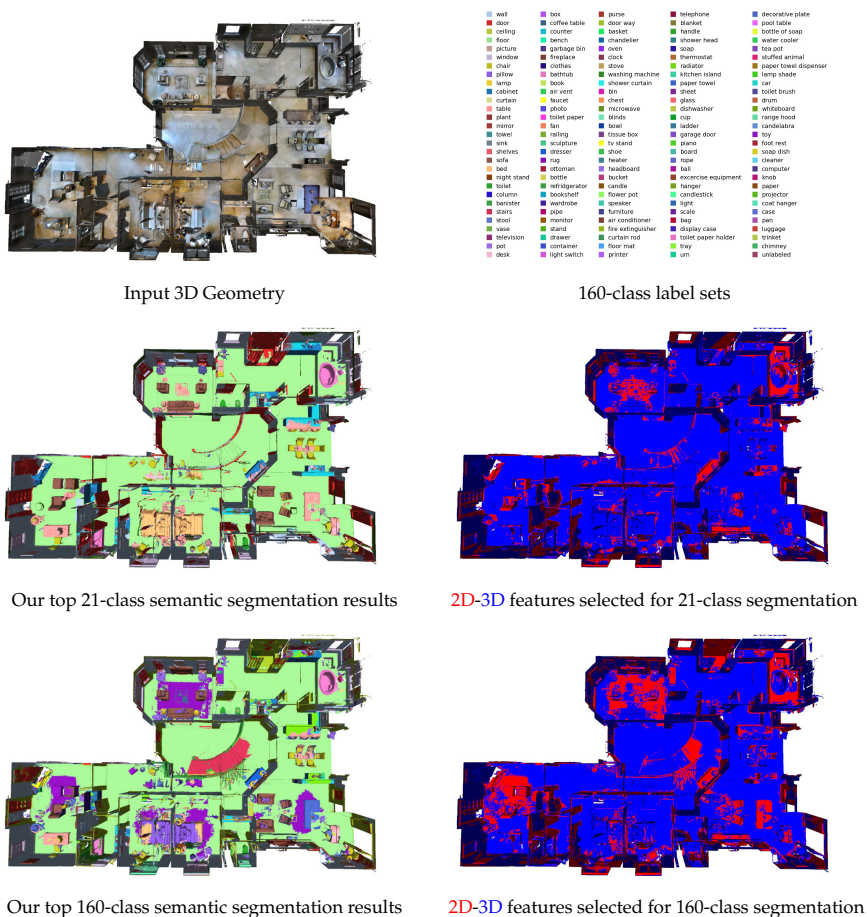 wall box purse telephone decorative plate
door coffee table door way blanket pool table
ceiling counter basket handle bottle of soap
floor bench chandelier shower head water cooler
picture garbage bin oven soap tea pot
window fireplace clock thermostat stuffed animal
chair clothes stove radiator paper towel dispenser
pillow bathtub washing machine kitchen island lamp shade
lamp book shower curtain paper towel car
cabinet air vent bin sheet toilet brush
curtain faucet chest glass drum
table photo microwave dishwasher whiteboard
plant toilet paper blinds cup range hood
mirror fan bowl ladder candelabra
towel railing tissue box garage door toy
sink sculpture tv stand piano foot rest
shelves dresser shoe board soap dish
sofa rug heater rope cleaner
bed ottoman headboard ball computer
night stand bottle bucket excercise equipment knob
toilet refridgerator candle hanger paper
column bookshelf flower pot candlestick projector
banister wardrobe speaker light coat hanger
stairs pipe furniture scale case
stool monitor air conditioner bag pan
vase stand fire extinguisher display case luggage
television drawer curtain rod toilet paper holder trinket
pot container floor mat tray chimney
desk light switch printer urn unlabeled
Input 3D Geometry
160-class label sets
Our top 21-class semantic segmentation results
2D-3D features selected for 21-class segmentation
Our top 160-class semantic segmentation results
2D-3D features selected for 160-class segmentation